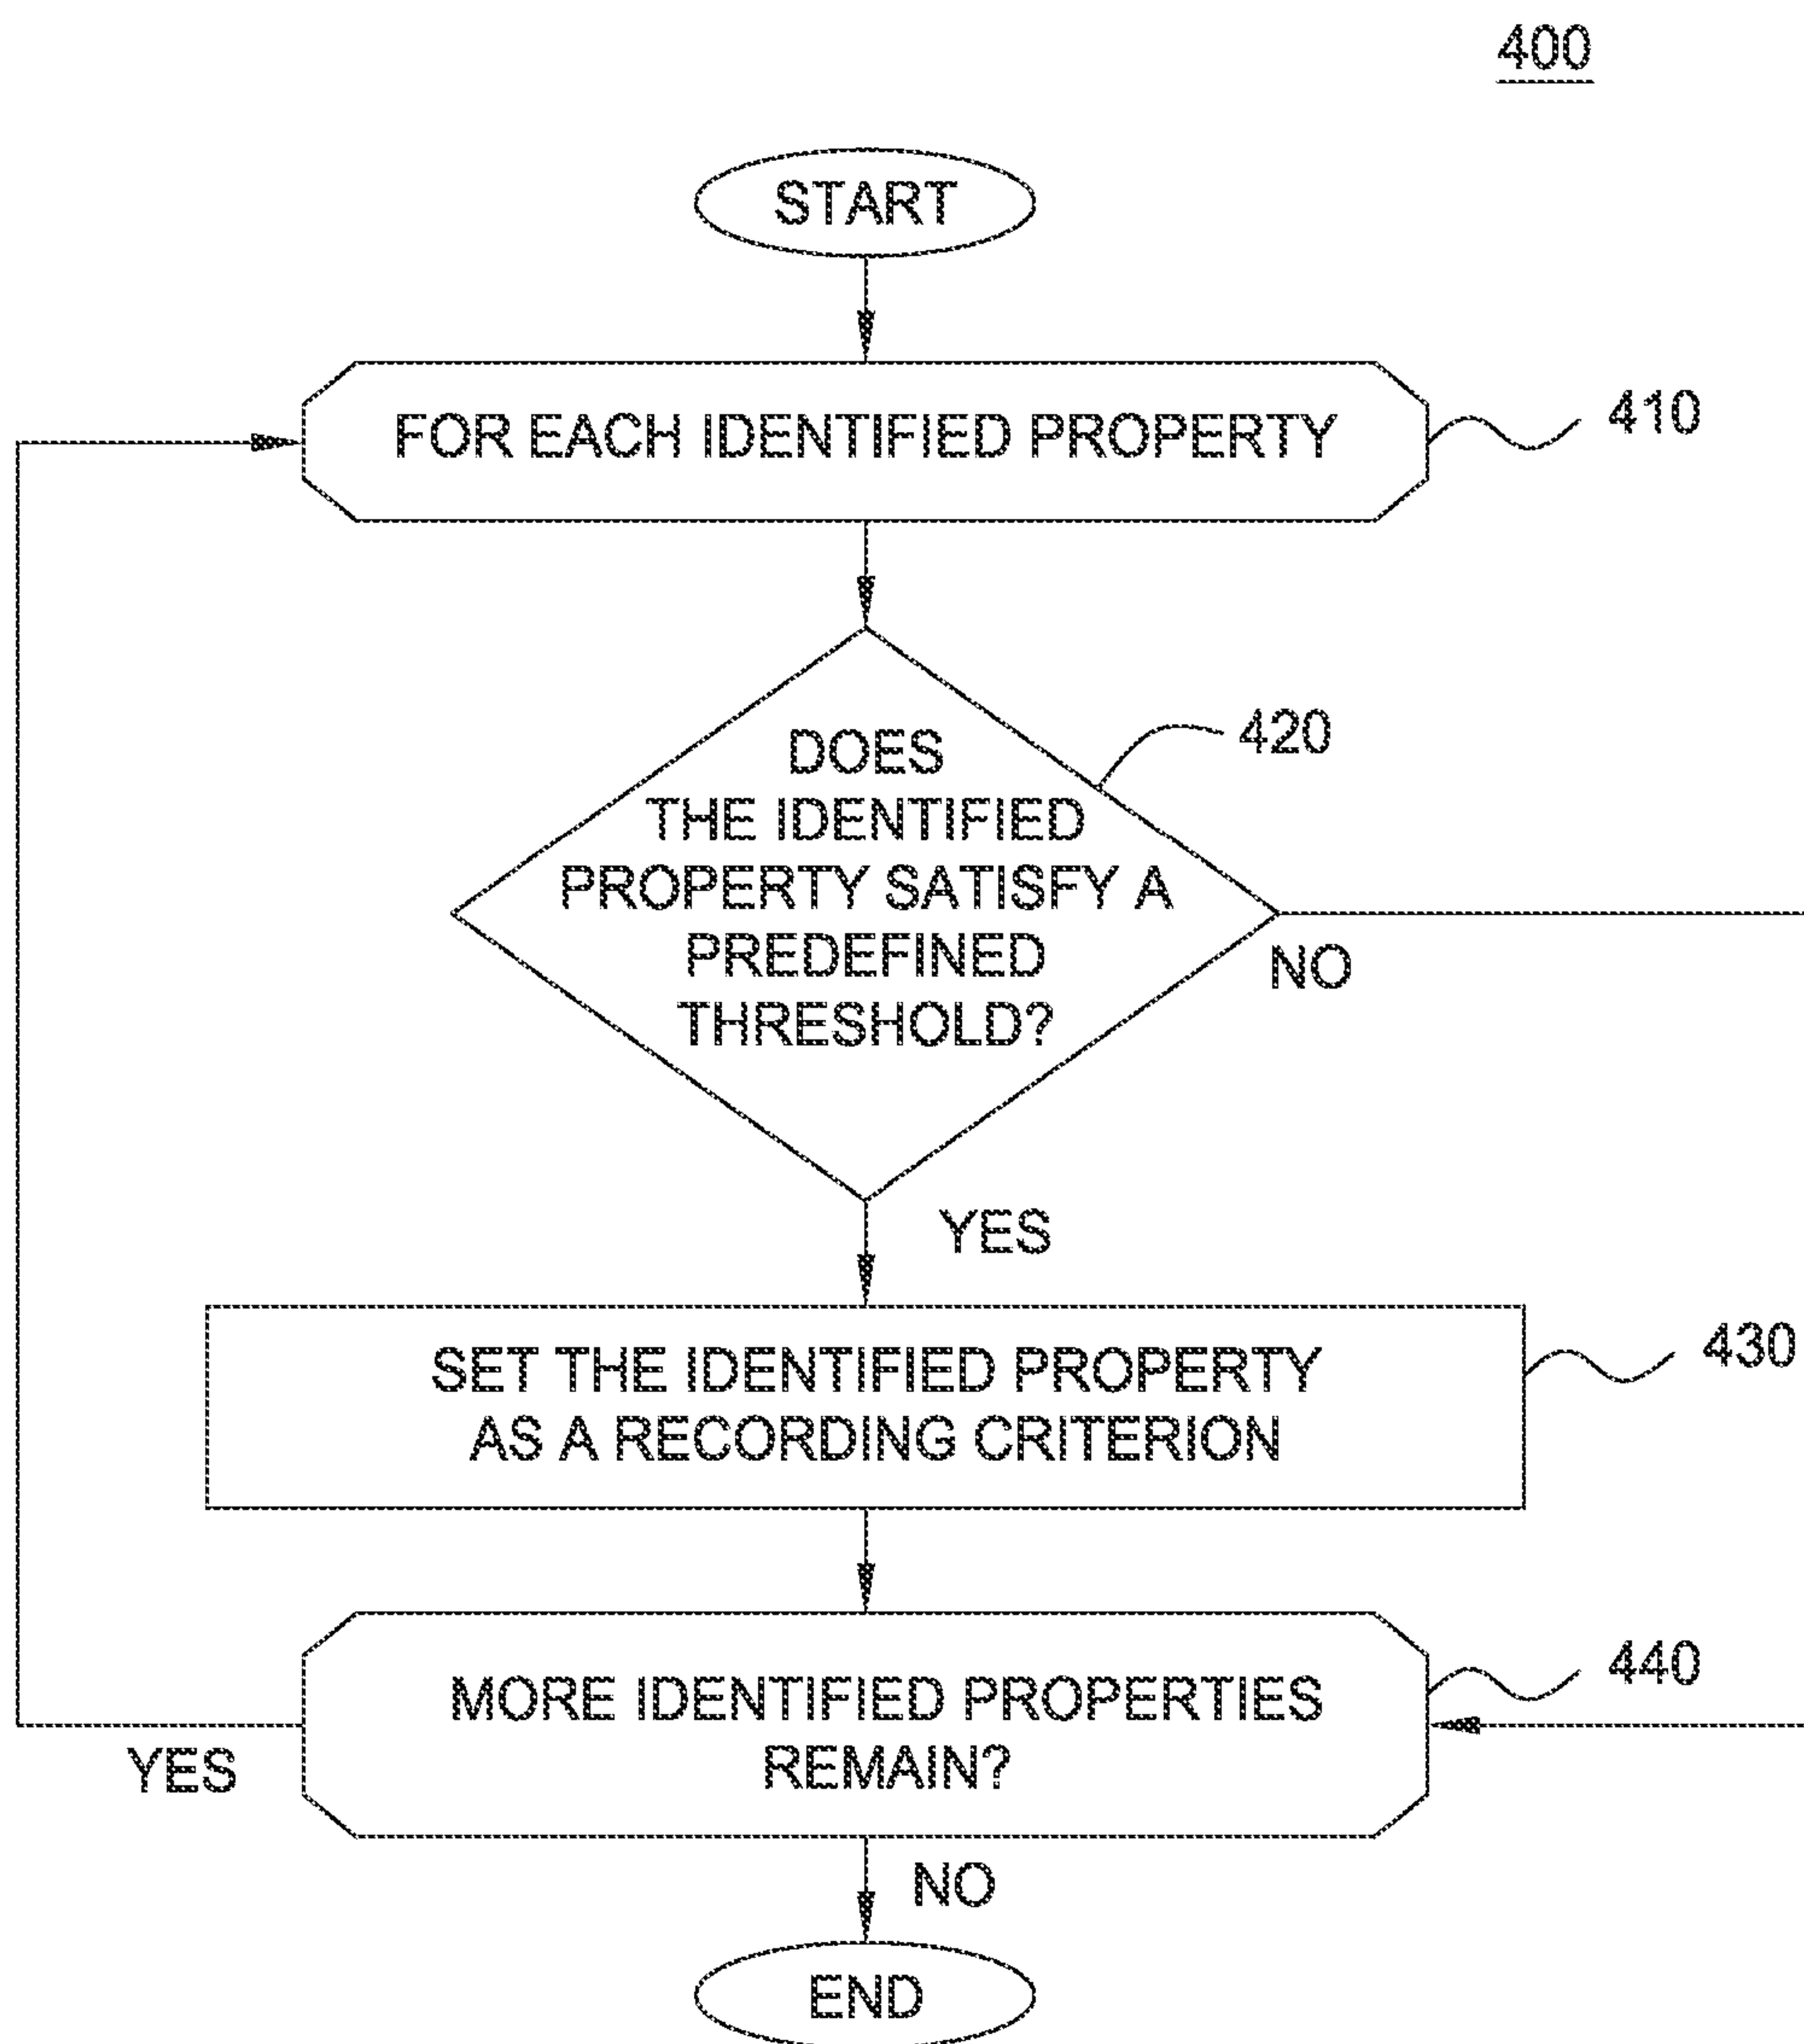 400
START
FOR EACH IDENTIFIED PROPERTY
410
DOES
THE IDENTIFIED
PROPERTY SATISFY A
PREDEFINED
THRESHOLD?
420
NO
YES
SET THE IDENTIFIED PROPERTY
AS A RECORDING CRITERION
430
MORE IDENTIFIED PROPERTIES
REMAIN?
440
YES
NO
END